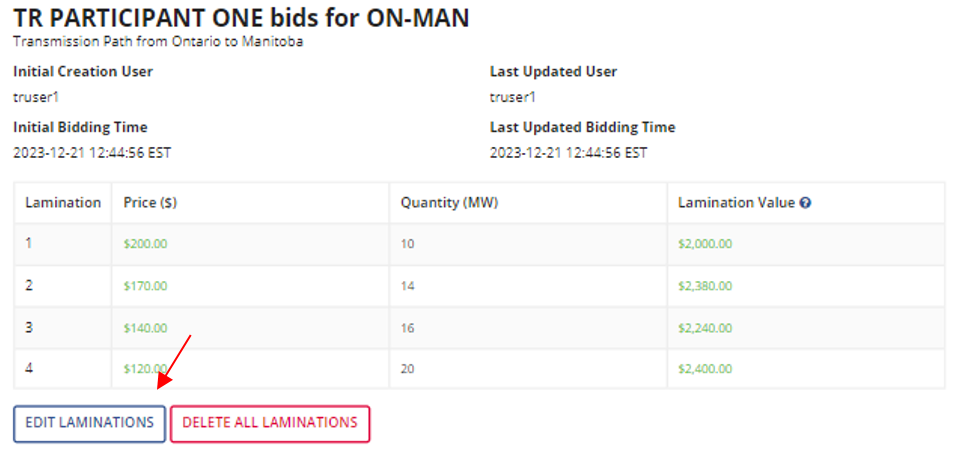 TR PARTICIPANT ONE bids for ON-MAN
Transmission Path from Ontario to Manitoba
Initial Creation User Last Updated User
truser1 truser1
Initial Bidding Time Last Updated Bidding Time
2023-12-21 12:44:56 EST 2023-12-21 12:44:56 EST
Lamination Price ($) Quantity (MW) Lamination Value ?
1 $200.00 10 $2,000.00
2 $170.00 14 $2,380.00
3 $140.00 16 $2,240.00
4 $120.00 20 $2,400.00
EDIT LAMINATIONS DELETE ALL LAMINATIONS